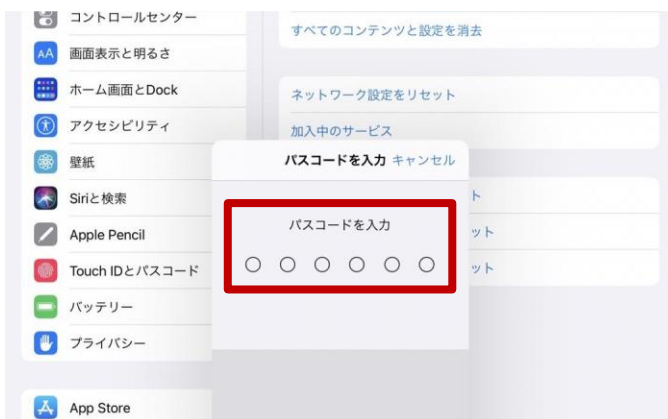 コントロールセンター
画面表示と明るさ
ホーム画面とDock
アクセシビリティ
壁紙
Siriと検索
Apple Pencil
Touch IDとパスコード
バッテリー
プライバシー
App Store
すべてのコンテンツと設定を消去
ネットワーク設定をリセット
加入中のサービス
ト
ット
ット
パスコードを入力 キャンセル
パスコードを入力